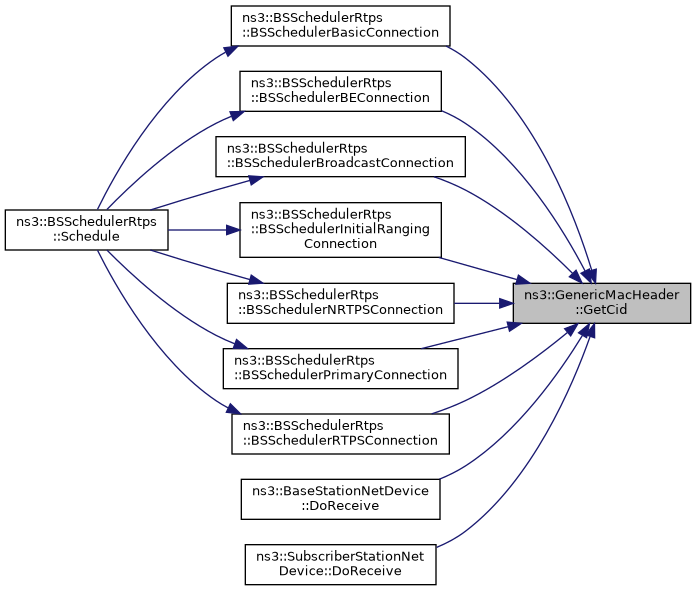 ns3::BSSchedulerRtps
::BSSchedulerBasicConnection
ns3::BSSchedulerRtps
::BSSchedulerBEConnection
ns3::BSSchedulerRtps
::BSSchedulerBroadcastConnection
ns3::BSSchedulerRtps
::Schedule
ns3::BSSchedulerRtps
::BSSchedulerInitialRanging
Connection
ns3::BSSchedulerRtps
::BSSchedulerNRTPSConnection
ns3::GenericMacHeader
::GetCid
ns3::BSSchedulerRtps
::BSSchedulerPrimaryConnection
ns3::BSSchedulerRtps
::BSSchedulerRTPSConnection
ns3::BaseStationNetDevice
::DoReceive
ns3::SubscriberStationNet
Device::DoReceive